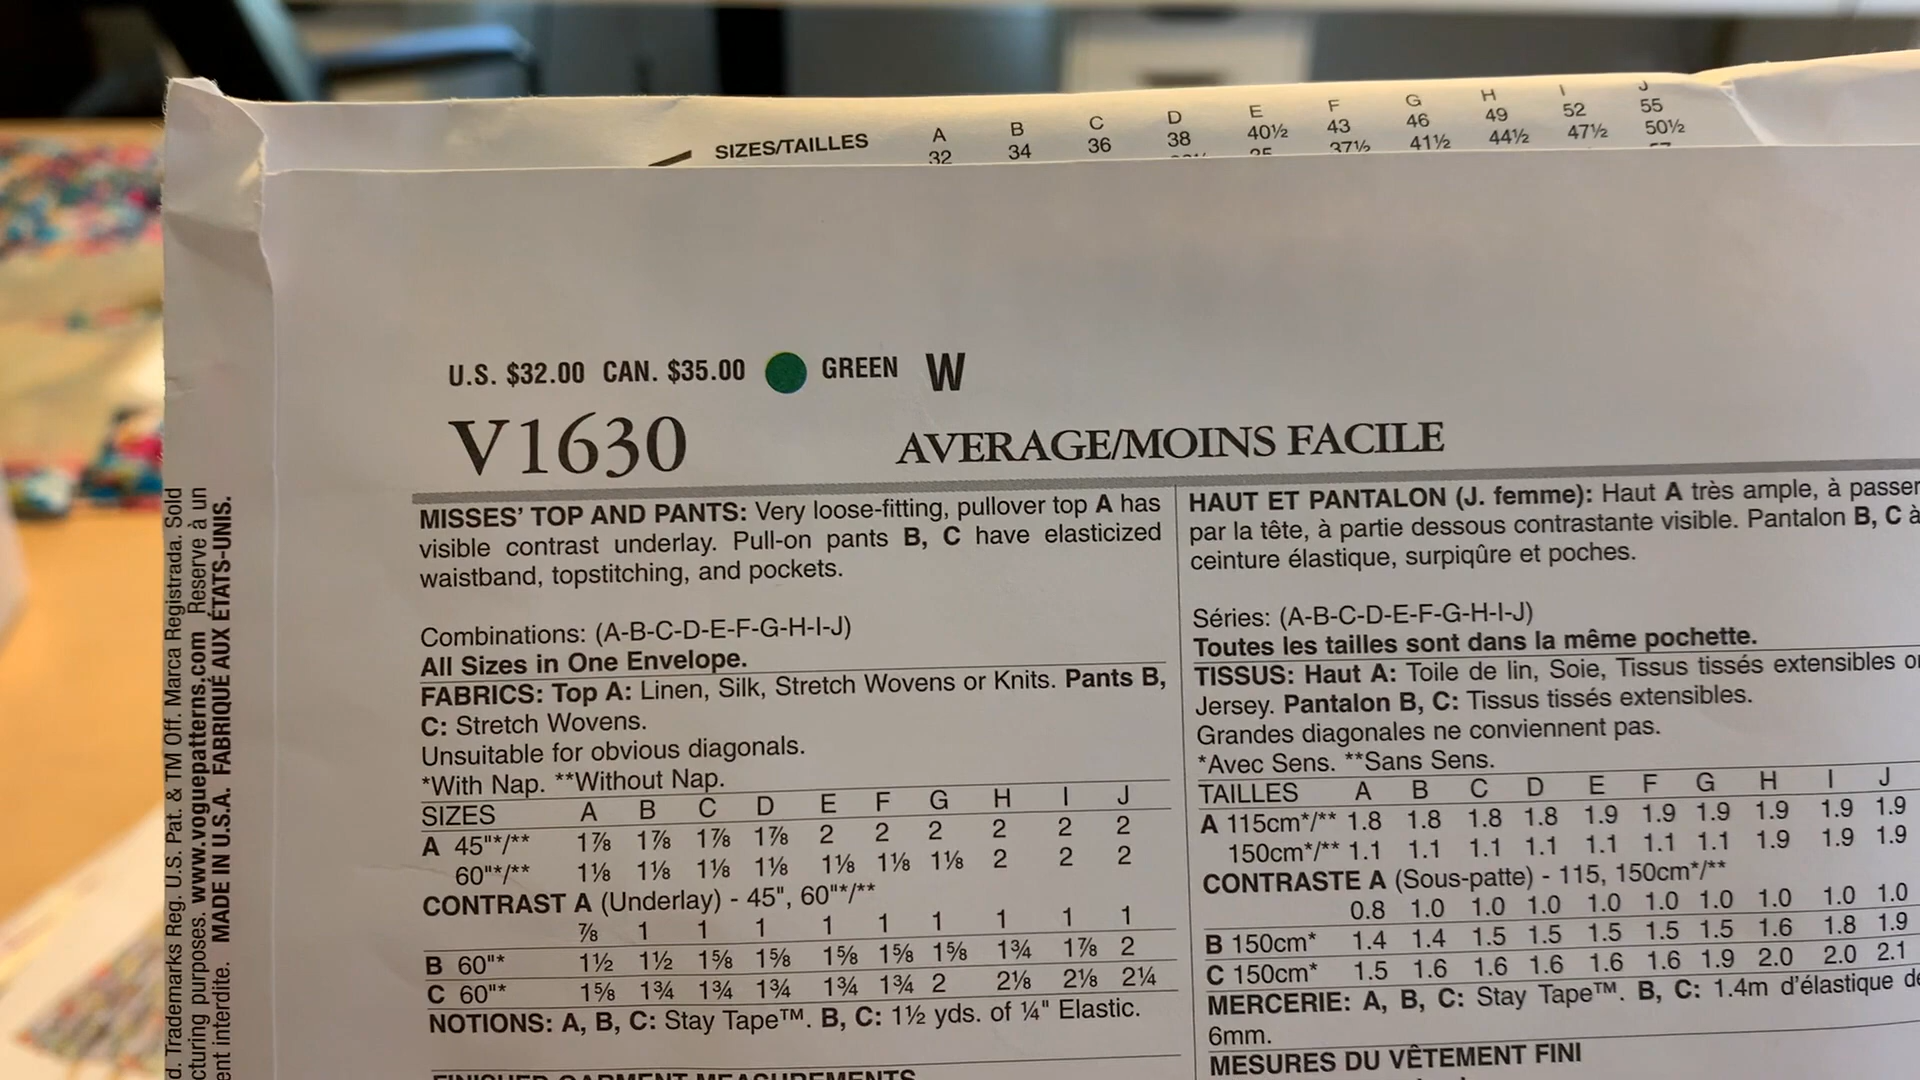 SIZES/TAILLES A B C D E F G H I J
32 34 36 38 40½ 43 46 49 52 55
37½ 41½ 44½ 47½ 50½
U.S. $32.00 CAN. $35.00 GREEN W
V1630 AVERAGE/MOINS FACILE
MISSES' TOP AND PANTS: Very loose-fitting, pullover top A has
visible contrast underlay. Pull-on pants B, C have elasticized
waistband, topstitching, and pockets.
Combinations: (A-B-C-D-E-F-G-H-I-J)
All Sizes in One Envelope.
FABRICS: Top A: Linen, Silk, Stretch Wovens or Knits. Pants B,
C: Stretch Wovens.
Unsuitable for obvious diagonals.
*With Nap. **Without Nap.
SIZES A B C D E F G H I J
A 45"*/** 1⅞ 1⅞ 1⅞ 1⅞ 2 2 2 2 2 2
60"*/** 1⅛ 1⅛ 1⅛ 1⅛ 1⅛ 1⅛ 1⅛ 2 2 2
CONTRAST A (Underlay) - 45", 60"*/**
⅞ 1 1 1 1 1 1 1 1 1
B 60"* 1½ 1½ 1⅝ 1⅝ 1⅝ 1⅝ 1⅝ 1¾ 1⅞ 2
C 60"* 1⅝ 1¾ 1¾ 1¾ 1¾ 1¾ 2 2⅛ 2⅛ 2¼
NOTIONS: A, B, C: Stay Tape™. B, C: 1½ yds. of ¼" Elastic.
FINISHED GARMENT MEASUREMENTS
HAUT ET PANTALON (J. femme): Haut A très ample, à passer
par la tête, à partie dessous contrastante visible. Pantalon B, C à
ceinture élastique, surpiqûre et poches.
Séries: (A-B-C-D-E-F-G-H-I-J)
Toutes les tailles sont dans la même pochette.
TISSUS: Haut A: Toile de lin, Soie, Tissus tissés extensibles
Jersey. Pantalon B, C: Tissus tissés extensibles.
Grandes diagonales ne conviennent pas.
*Avec Sens. **Sans Sens.
TAILLES A B C D E F G H I J
A 115cm*/** 1.8 1.8 1.8 1.8 1.9 1.9 1.9 1.9 1.9 1.9
150cm*/** 1.1 1.1 1.1 1.1 1.1 1.1 1.1 1.9 1.9 1.9
CONTRASTE A (Sous-patte) - 115, 150cm*/**
0.8 1.0 1.0 1.0 1.0 1.0 1.0 1.0 1.0 1.0
B 150cm* 1.4 1.4 1.5 1.5 1.5 1.5 1.5 1.6 1.8 1.9
C 150cm* 1.5 1.6 1.6 1.6 1.6 1.6 1.9 2.0 2.0 2.1
MERCERIE: A, B, C: Stay Tape™. B, C: 1.4m d'élastique de
6mm.
MESURES DU VÊTEMENT FINI
d. Trademarks Reg. U.S. Pat. & TM Off. Marca Registrada. Sold
cturing purposes. www.voguepatterns.com Reserve à un
ent interdite. MADE IN U.S.A. FABRIQUÉ AUX ÉTATS-UNIS.